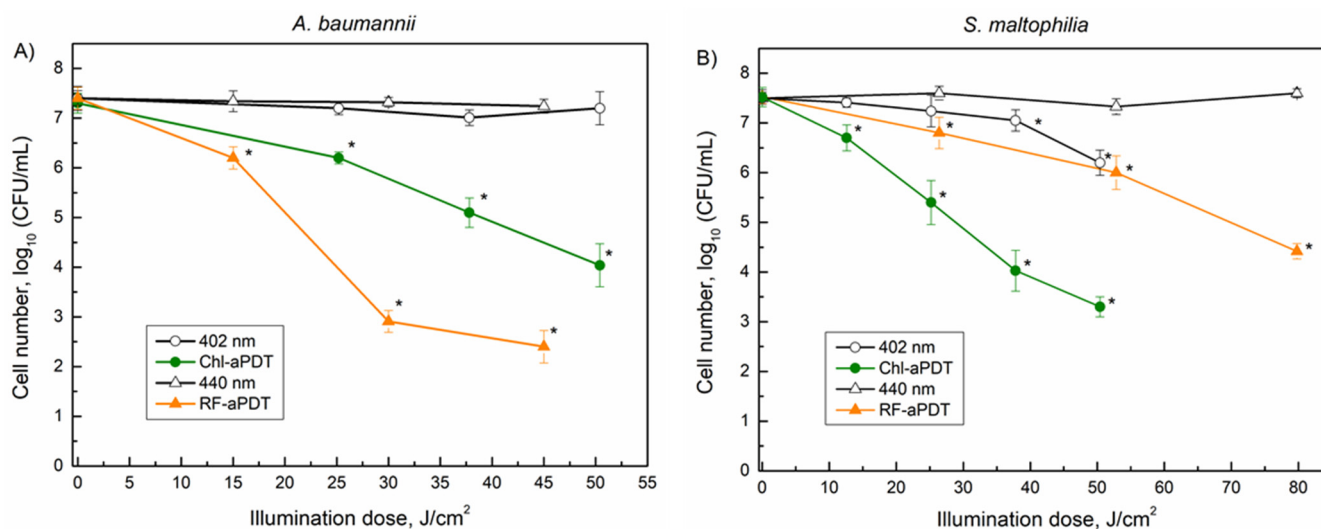 A. baumannii
A)
Cell number, log10 (CFU/mL)
8
7
6
5
4
3
2
1
0
402 nm
Chl-aPDT
440 nm
RF-aPDT
*
*
*
*
*
*
0 5 10 15 20 25 30 35 40 45 50 55
Illumination dose, J/cm²
S. maltophilia
B)
Cell number, log10 (CFU/mL)
8
7
6
5
4
3
2
1
0
402 nm
Chl-aPDT
440 nm
RF-aPDT
*
*
*
*
*
*
*
*
*
0 10 20 30 40 50 60 70 80
Illumination dose, J/cm²